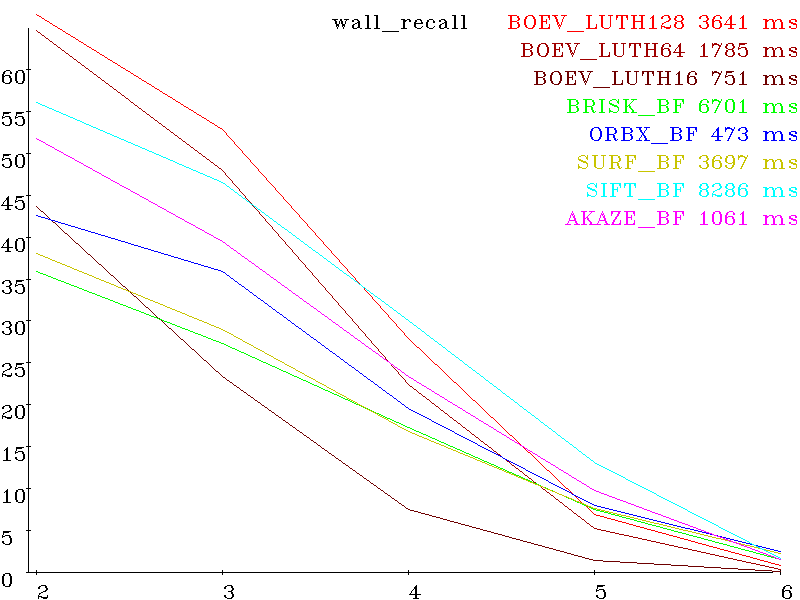 wall_recall BOEV_LUTH128 3641 ms
BOEV_LUTH64 1785 ms
BOEV_LUTH16 751 ms
BRISK_BF 6701 ms
ORBX_BF 473 ms
SURF_BF 3697 ms
SIFT_BF 8286 ms
AKAZE_BF 1061 ms
60
55
50
45
40
35
30
25
20
15
10
5
0
2 3 4 5 6